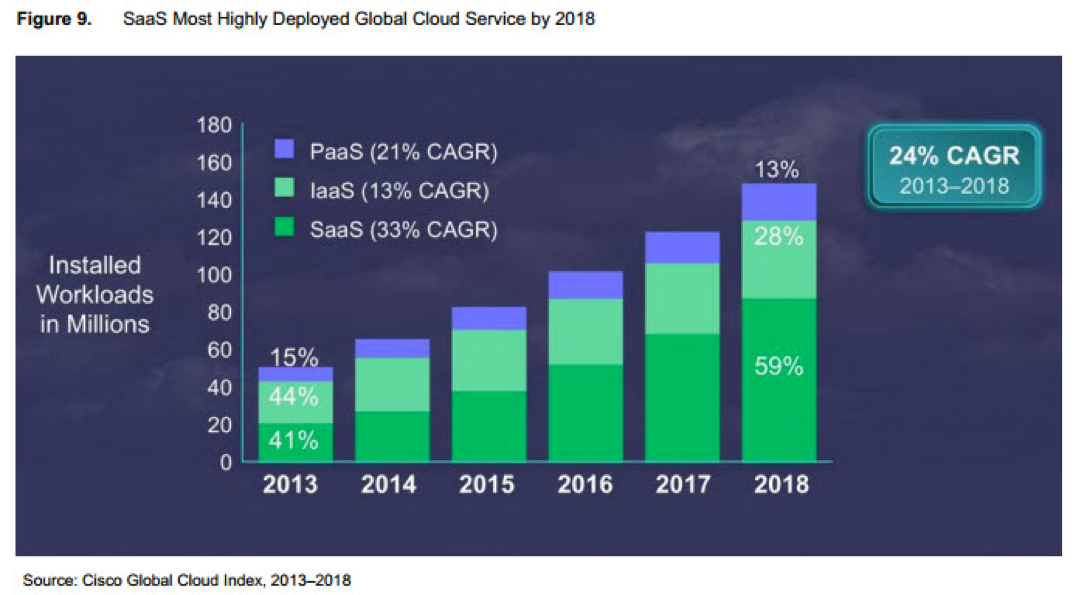 Figure 9. SaaS Most Highly Deployed Global Cloud Service by 2018
180
160
140
120
100
80
60
40
20
0
Installed
Workloads
in Millions
PaaS (21% CAGR)
IaaS (13% CAGR)
SaaS (33% CAGR)
24% CAGR
2013–2018
15%
44%
41%
13%
28%
59%
2013 2014 2015 2016 2017 2018
Source: Cisco Global Cloud Index, 2013–2018